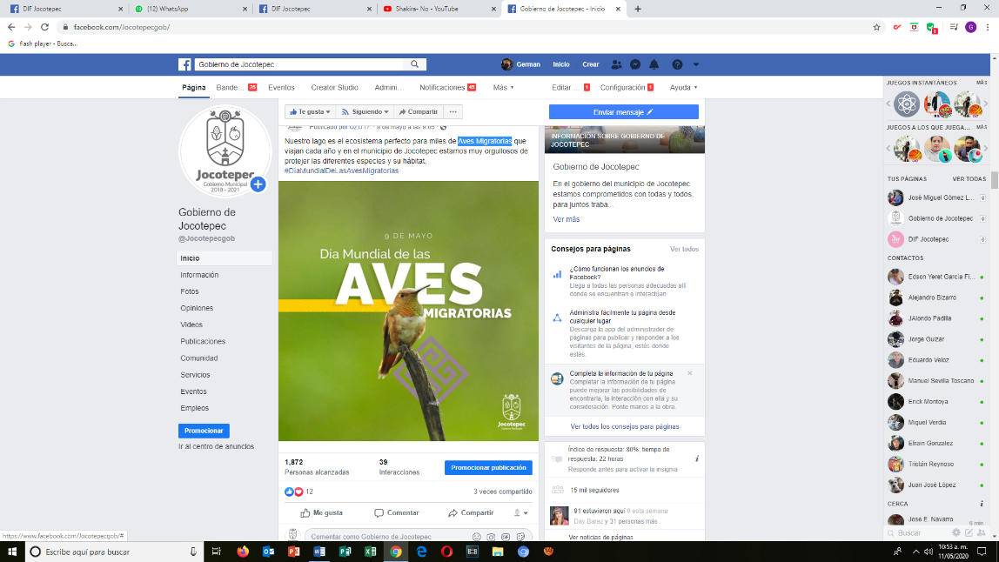 DIF Jocotepec
(12) WhatsApp
DIF Jocotepec
Shakira- No - YouTube
Gobierno de Jocotepec - Inicio
facebook.com/Jocotepecgob/
G
flash player - Busca...
Gobierno de Jocotepec
German
Inicio
Crear
Página
Bande... 25
Eventos
Creator Studio
Admini...
Notificaciones 45
Más
Editar ... 1
Configuración 1
Ayuda
Te gusta
Siguiendo
Compartir
Enviar mensaje
Jocotepec
Gobierno Municipal
2018 - 2021
Gobierno de
Jocotepec
@Jocotepecgob
Inicio
Información
Fotos
Opiniones
Videos
Publicaciones
Comunidad
Servicios
Eventos
Empleos
Promocionar
Ir al centro de anuncios
Nuestro lago es el ecosistema perfecto para miles de Aves Migratorias que
viajan cada año y en el municipio de Jocotepec estamos muy orgullosos de
proteger las diferentes especies y su hábitat.
#DíaMundialDeLasAvesMigratorias
9 DE MAYO
Día Mundial de las
AVES
MIGRATORIAS
Jocotepec
1,872
Personas alcanzadas
39
Interacciones
Promocionar publicación
12
3 veces compartido
Me gusta
Comentar
Compartir
Comentar como Gobierno de Jocotepec
INFORMACIÓN SOBRE GOBIERNO DE
JOCOTEPEC
Gobierno de Jocotepec
En el gobierno del municipio de Jocotepec
estamos comprometidos con todas y todos,
para juntos traba...
Ver más
Consejos para páginas
Ver todos
¿Cómo funcionan los anuncios de
Facebook?
Llega a todas las personas adecuadas allí
donde se encuentran e interactúan.
Administra fácilmente tu página desde
cualquier lugar
Descarga la app del administrador de
páginas para publicar y responder a los
visitantes de la página, estés donde
estés.
Completa la información de tu página
Completar la información de tu página
puede mejorar las posibilidades de
encontrarla, la interacción con ella y su
consideración. Ponte manos a la obra.
Ver todos los consejos para páginas
Índice de respuesta: 80%; tiempo de
respuesta: 22 horas
Responde antes para activar la insignia
15 mil seguidores
91 estuvieron aquí 0 esta semana
Day Baraz y 31 personas más
Ver noticias de páginas
JUEGOS INSTANTÁNEOS
MÁS
JUEGOS A LOS QUE JUEGA...
MÁS
TUS PÁGINAS
VER TODAS
José Miguel Gómez L... 0
Gobierno de Jocotepec 0
DIF Jocotepec 0
CONTACTOS
Edson Yeret García Fi...
Alejandro Bizarro
JAlondo Padilla
Jorge Guizar
Eduardo Veloz
Manuel Sevilla Toscano
Erick Montoya
Miguel Verdia
Efrain Gonzalez
Tristán Reynoso
Juan José López
CERCA
Jose E. Navarro
6 min
Buscar
https://www.facebook.com/Jocotepecgob/#
Escribe aquí para buscar
10:53 a. m.
11/05/2020